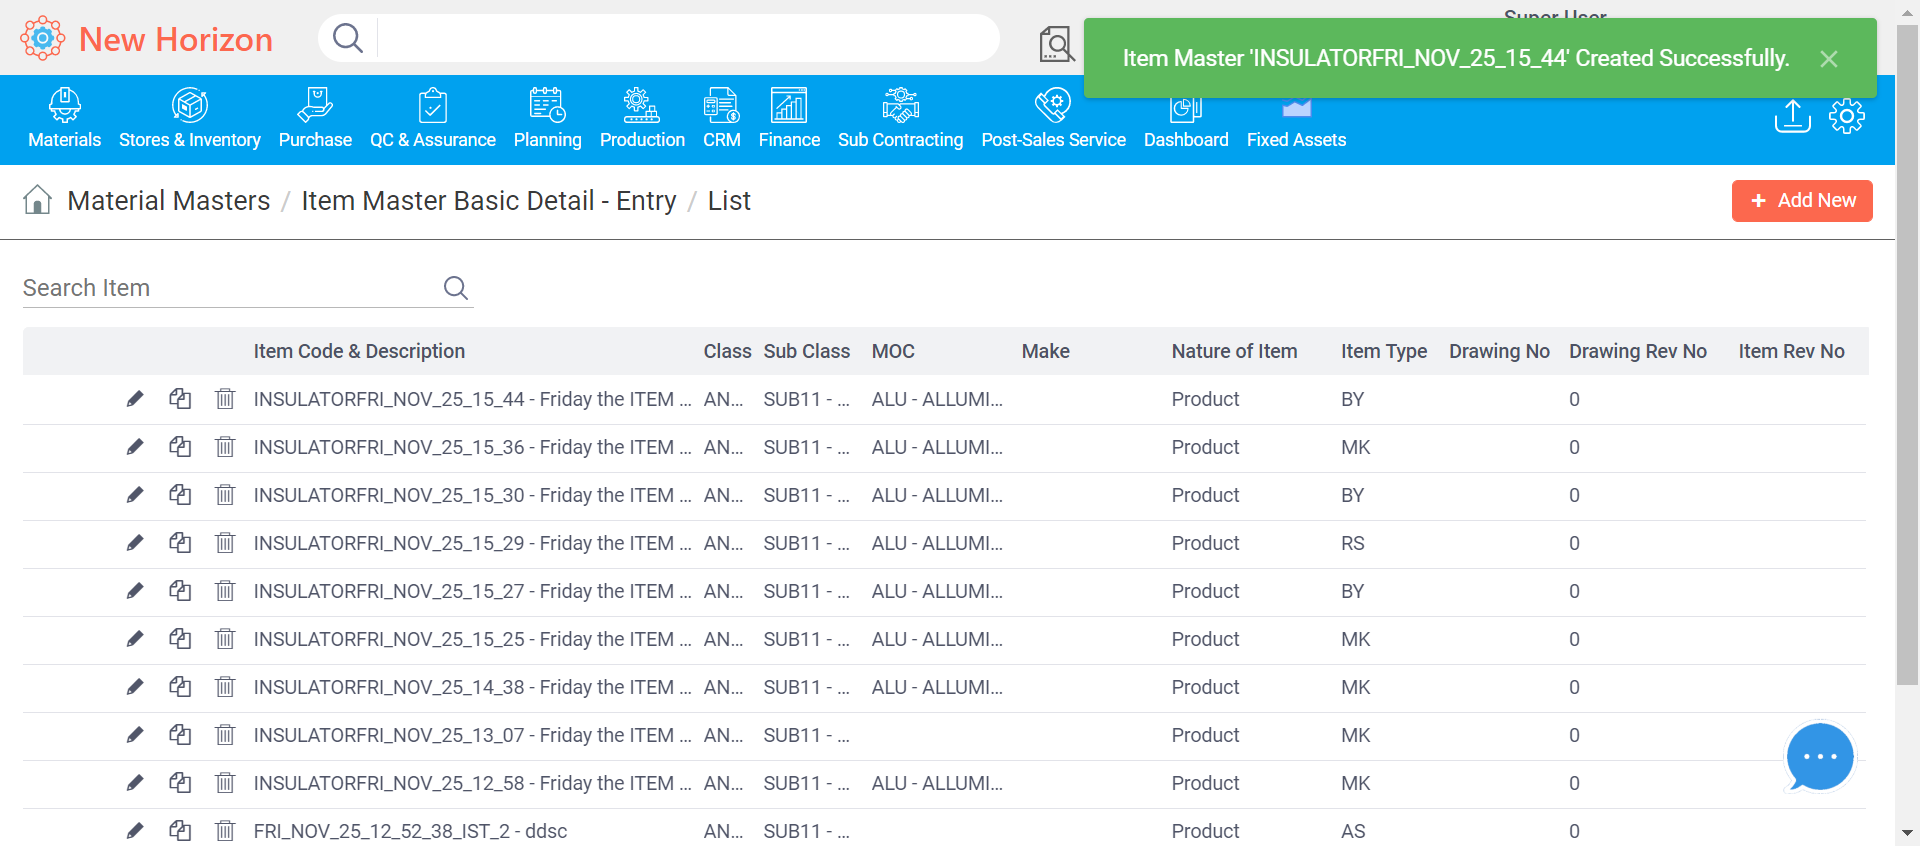 New Horizon
Super User
Item Master 'INSULATORFRI_NOV_25_15_44' Created Successfully.
Materials Stores & Inventory Purchase QC & Assurance Planning Production CRM Finance Sub Contracting Post-Sales Service Dashboard Fixed Assets
Material Masters / Item Master Basic Detail - Entry / List
+ Add New
Search Item
Item Code & Description Class Sub Class MOC Make Nature of Item Item Type Drawing No Drawing Rev No Item Rev No
INSULATORFRI_NOV_25_15_44 - Friday the ITEM ... AN... SUB11 - ... ALU - ALLUMI... Product BY 0
INSULATORFRI_NOV_25_15_36 - Friday the ITEM ... AN... SUB11 - ... ALU - ALLUMI... Product MK 0
INSULATORFRI_NOV_25_15_30 - Friday the ITEM ... AN... SUB11 - ... ALU - ALLUMI... Product BY 0
INSULATORFRI_NOV_25_15_29 - Friday the ITEM ... AN... SUB11 - ... ALU - ALLUMI... Product RS 0
INSULATORFRI_NOV_25_15_27 - Friday the ITEM ... AN... SUB11 - ... ALU - ALLUMI... Product BY 0
INSULATORFRI_NOV_25_15_25 - Friday the ITEM ... AN... SUB11 - ... ALU - ALLUMI... Product MK 0
INSULATORFRI_NOV_25_14_38 - Friday the ITEM ... AN... SUB11 - ... ALU - ALLUMI... Product MK 0
INSULATORFRI_NOV_25_13_07 - Friday the ITEM ... AN... SUB11 - ... Product MK 0
INSULATORFRI_NOV_25_12_58 - Friday the ITEM ... AN... SUB11 - ... ALU - ALLUMI... Product MK 0
FRI_NOV_25_12_52_38_IST_2 - ddsc AN... SUB11 - ... Product AS 0